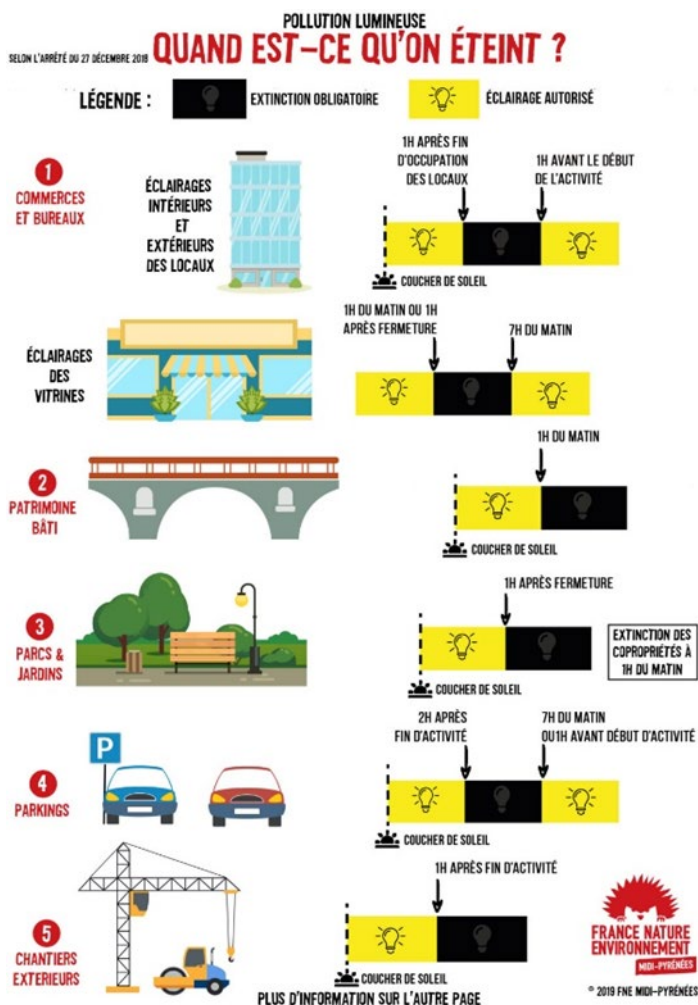 POLLUTION LUMINEUSE
SELON L'ARRÊTÉ DU 27 DÉCEMBRE 2018
QUAND EST-CE QU'ON ÉTEINT ?
LÉGENDE :
EXTINCTION OBLIGATOIRE
ÉCLAIRAGE AUTORISÉ
1
COMMERCES
ET BUREAUX
ÉCLAIRAGES
INTÉRIEURS
ET
EXTÉRIEURS
DES LOCAUX
1H APRÈS FIN
D'OCCUPATION
DES LOCAUX
1H AVANT LE DÉBUT
DE L'ACTIVITÉ
COUCHER DE SOLEIL
ÉCLAIRAGES
DES
VITRINES
1H DU MATIN OU 1H
APRÈS FERMETURE
7H DU MATIN
2
PATRIMOINE
BÂTI
1H DU MATIN
COUCHER DE SOLEIL
3
PARCS &
JARDINS
1H APRÈS FERMETURE
EXTINCTION DES
COPROPRIÉTÉS À
1H DU MATIN
COUCHER DE SOLEIL
4
PARKINGS
P
2H APRÈS
FIN D'ACTIVITÉ
7H DU MATIN
OU1H AVANT DÉBUT D'ACTIVITÉ
COUCHER DE SOLEIL
5
CHANTIERS
EXTERIEURS
1H APRÈS FIN D'ACTIVITÉ
COUCHER DE SOLEIL
FRANCE NATURE
ENVIRONNEMENT
MIDI-PYRÉNÉES
© 2019 FNE MIDI-PYRÉNÉES
PLUS D'INFORMATION SUR L'AUTRE PAGE